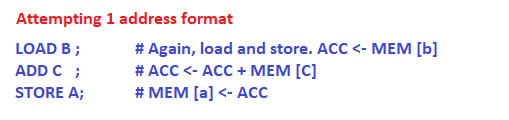 Attempting 1 address format
LOAD B ; # Again, load and store. ACC <- MEM [b]
ADD C ; # ACC <- ACC + MEM [C]
STORE A; # MEM [a] <- ACC